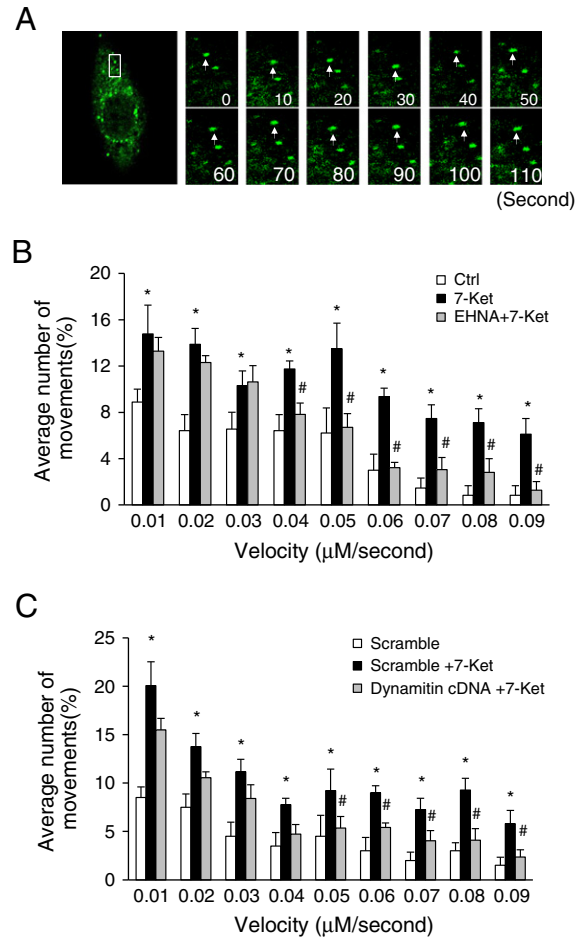 A
0 10 20 30 40 50
60 70 80 90 100 110
(Second)
B
20
16
12
8
4
0
Average number of
movements(%)
Ctrl
7-Ket
EHNA+7-Ket
* * * * * * * * *
# # # # # #
0.01 0.02 0.03 0.04 0.05 0.06 0.07 0.08 0.09
Velocity (μM/second)
C
25
20
15
10
5
0
Average number of
movements(%)
Scramble
Scramble +7-Ket
Dynamitin cDNA +7-Ket
* * * * * * * * *
# # # # #
0.01 0.02 0.03 0.04 0.05 0.06 0.07 0.08 0.09
Velocity (μM/second)